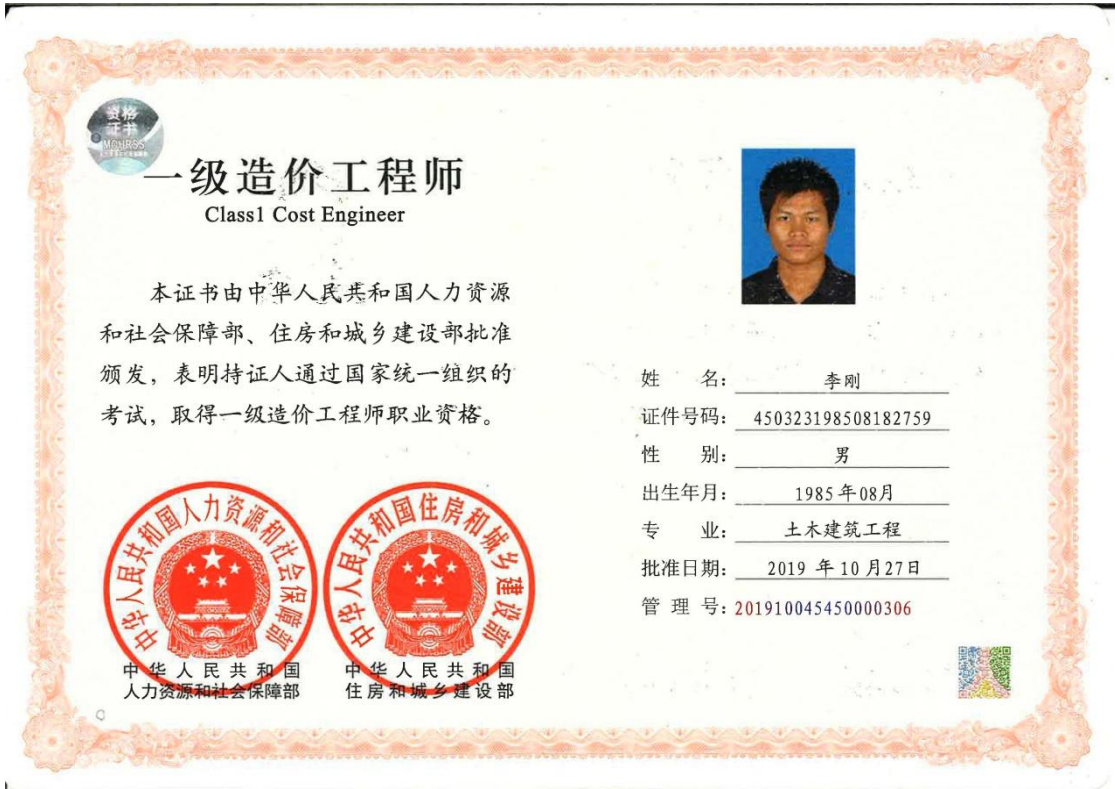 资格
证书
MOHRSS
一级造价工程师
Class1 Cost Engineer
本证书由中华人民共和国人力资源
和社会保障部、住房和城乡建设部批准
颁发，表明持证人通过国家统一组织的
考试，取得一级造价工程师职业资格。
中华人民共和国人力资源和社会保障部
中华人民共和国住房和城乡建设部
中华人民共和国
人力资源和社会保障部
中华人民共和国
住房和城乡建设部
姓 名: 李刚
证件号码: 450323198508182759
性 别: 男
出生年月: 1985年08月
专 业: 土木建筑工程
批准日期: 2019 年 10 月27日
管 理 号: 201910045450000306